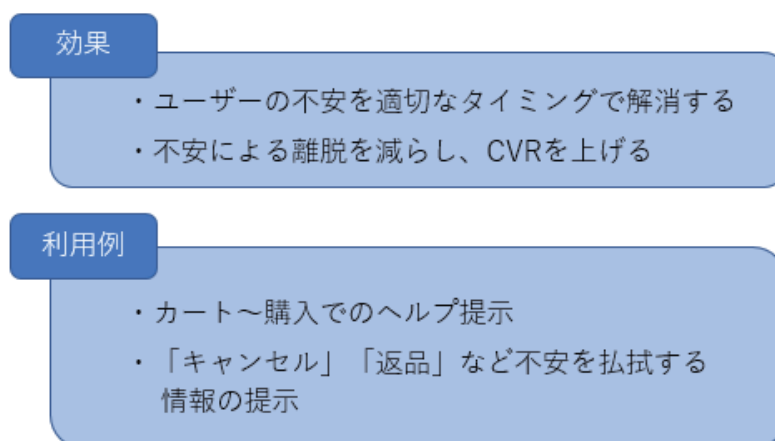 効果
・ユーザーの不安を適切なタイミングで解消する
・不安による離脱を減らし、CVRを上げる
利用例
・カート～購入でのヘルプ提示
・「キャンセル」「返品」など不安を払拭する
情報の提示